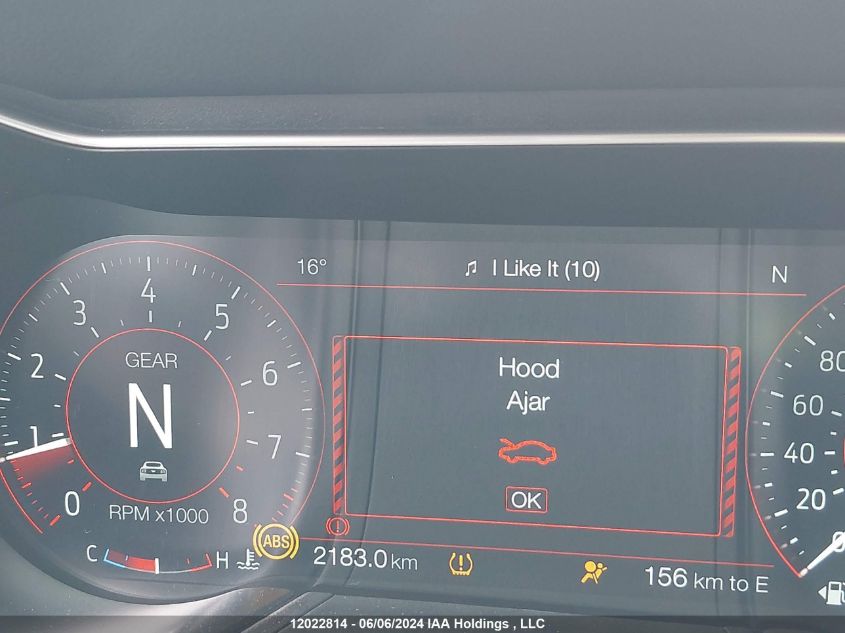 16° ♫ I Like It (10) N
4
3 5
2 GEAR 6
N
1 7
0 RPM x1000 8
Hood
Ajar
OK
80
60
40
20
0
C H ABS 2183.0 km 156 km to E
12022814 - 06/06/2024 IAA Holdings , LLC